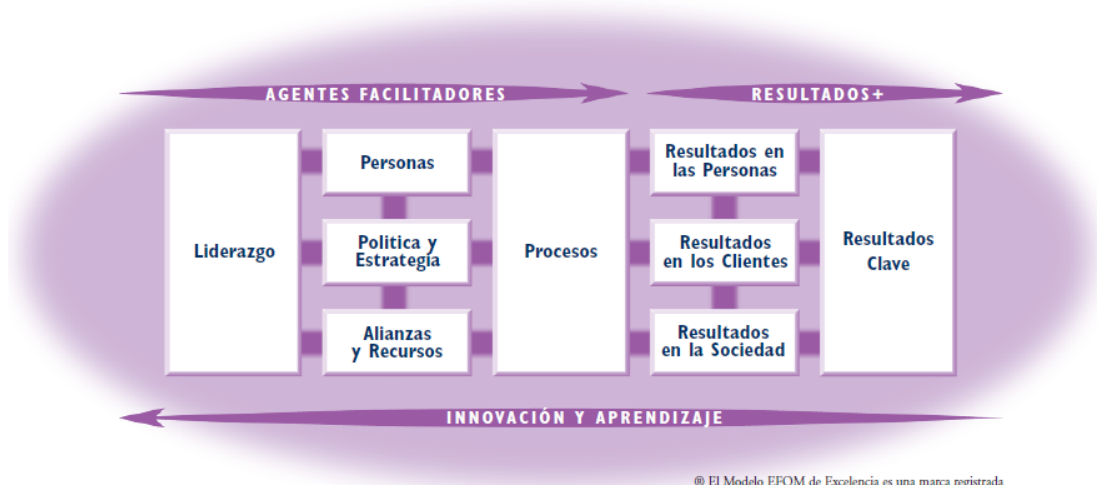 AGENTES FACILITADORES
RESULTADOS+
Liderazgo
Personas
Politica y
Estrategia
Alianzas
y Recursos
Procesos
Resultados en
las Personas
Resultados
en los Clientes
Resultados
en la Sociedad
Resultados
Clave
INNOVACIÓN Y APRENDIZAJE
® El Modelo EFQM de Excelencia es una marca registrada